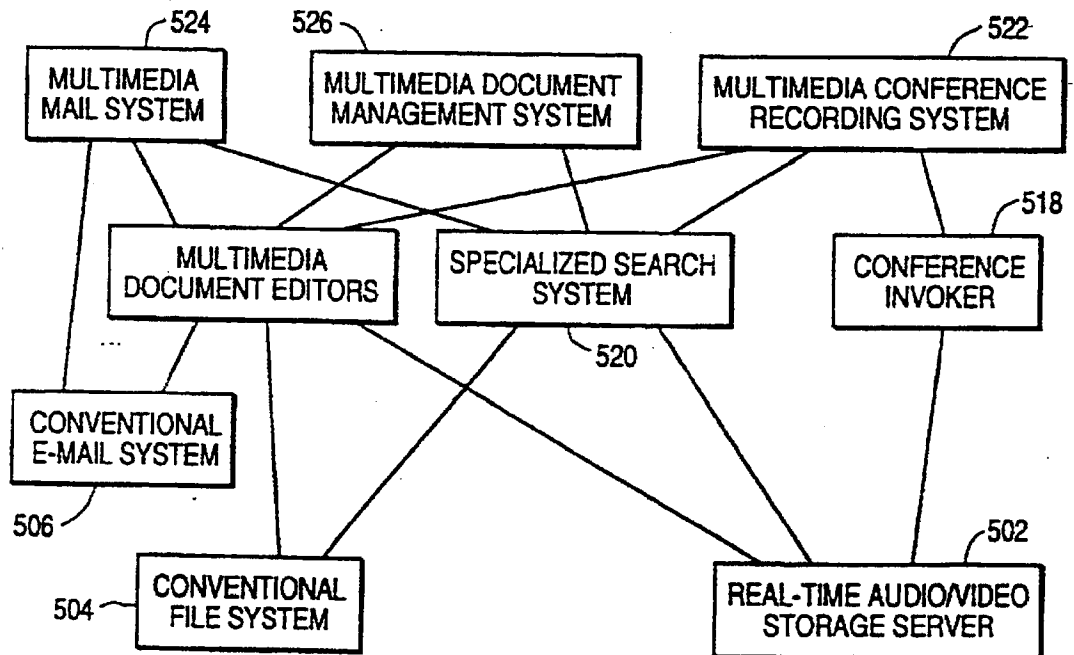 524
526
522
MULTIMEDIA
MAIL SYSTEM
MULTIMEDIA DOCUMENT
MANAGEMENT SYSTEM
MULTIMEDIA CONFERENCE
RECORDING SYSTEM
518
MULTIMEDIA
DOCUMENT EDITORS
SPECIALIZED SEARCH
SYSTEM
CONFERENCE
INVOKER
520
CONVENTIONAL
E-MAIL SYSTEM
506
502
504
CONVENTIONAL
FILE SYSTEM
REAL-TIME AUDIO/VIDEO
STORAGE SERVER